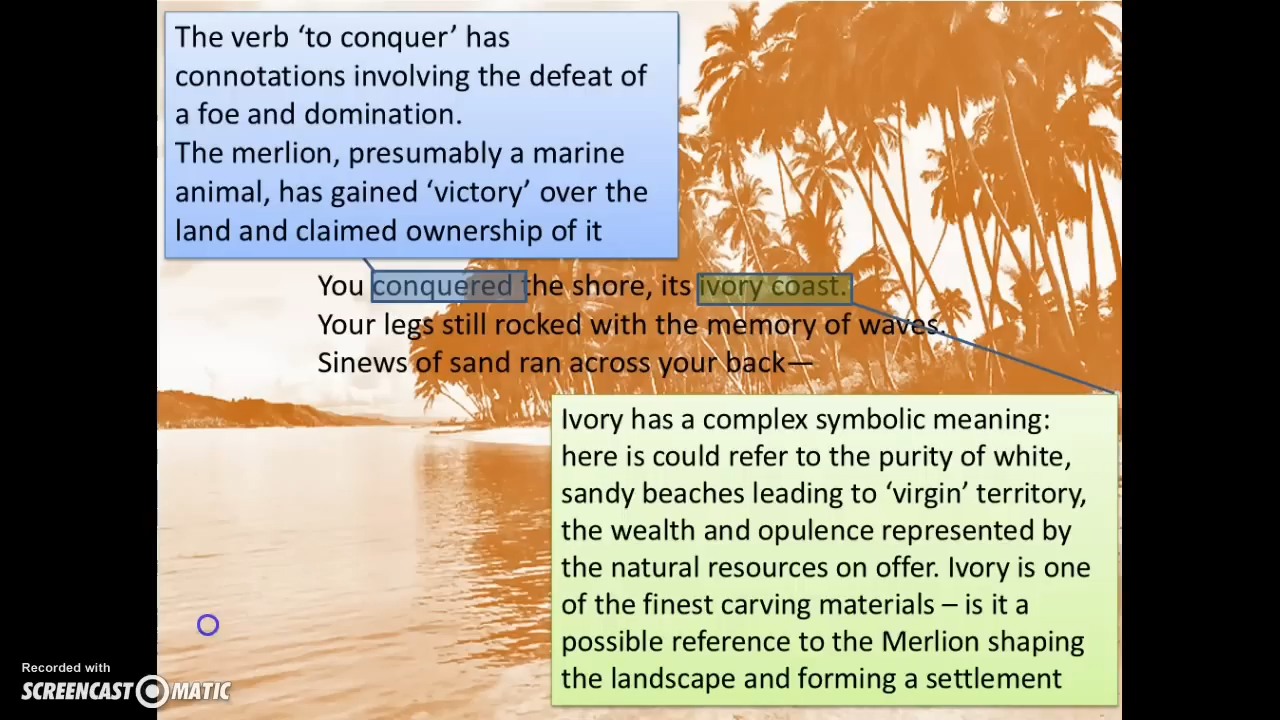 The verb ‘to conquer’ has
connotations involving the defeat of
a foe and domination.
The merlion, presumably a marine
animal, has gained ‘victory’ over the
land and claimed ownership of it
You conquered the shore, its ivory coast.
Your legs still rocked with the memory of waves.
Sinews of sand ran across your back—
Ivory has a complex symbolic meaning:
here is could refer to the purity of white,
sandy beaches leading to ‘virgin’ territory,
the wealth and opulence represented by
the natural resources on offer. Ivory is one
of the finest carving materials – is it a
possible reference to the Merlion shaping
the landscape and forming a settlement
Recorded with
SCREENCAST MATIC